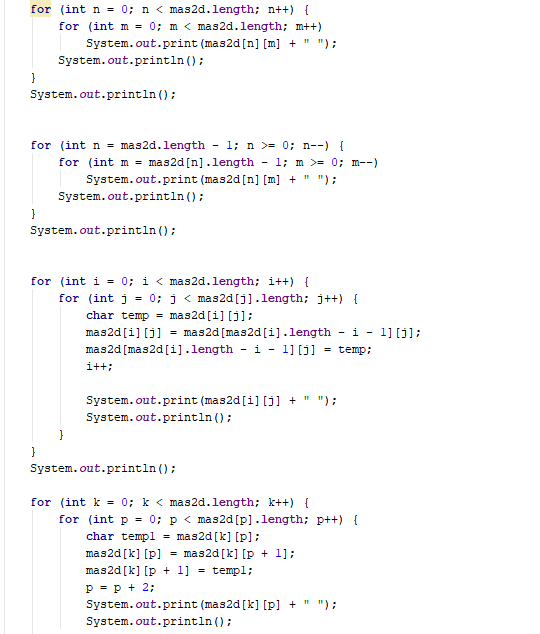 for (int n = 0; n < mas2d.length; n++) {
for (int m = 0; m < mas2d.length; m++)
System.out.print(mas2d[n][m] + " ");
System.out.println();
}
System.out.println();
for (int n = mas2d.length - 1; n >= 0; n--) {
for (int m = mas2d[n].length - 1; m >= 0; m--)
System.out.print(mas2d[n][m] + " ");
System.out.println();
}
System.out.println();
for (int i = 0; i < mas2d.length; i++) {
for (int j = 0; j < mas2d[j].length; j++) {
char temp = mas2d[i][j];
mas2d[i][j] = mas2d[mas2d[i].length - i - 1][j];
mas2d[mas2d[i].length - i - 1][j] = temp;
i++;
System.out.print(mas2d[i][j] + " ");
System.out.println();
}
}
System.out.println();
for (int k = 0; k < mas2d.length; k++) {
for (int p = 0; p < mas2d[p].length; p++) {
char temp1 = mas2d[k][p];
mas2d[k][p] = mas2d[k][p + 1];
mas2d[k][p + 1] = temp1;
p = p + 2;
System.out.print(mas2d[k][p] + " ");
System.out.println();